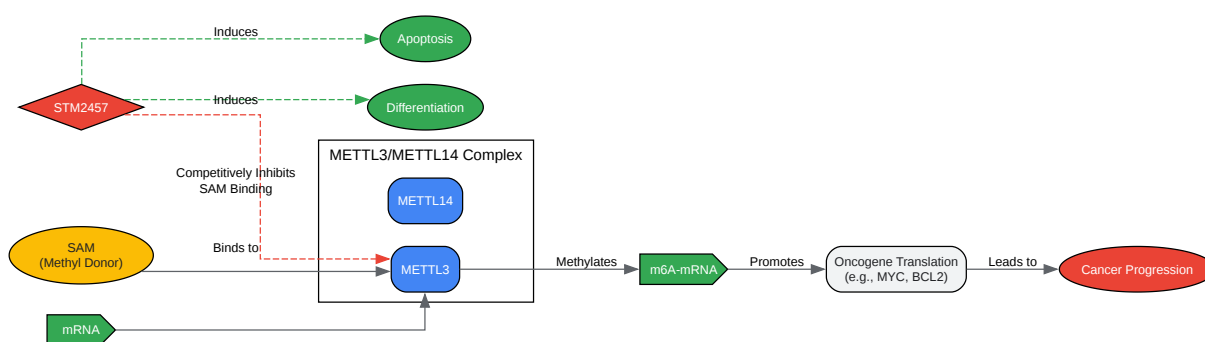 Induces
Apoptosis
STM2457
Induces
Differentiation
METTL3/METTL14 Complex
Competitively Inhibits
SAM Binding
METTL14
SAM
(Methyl Donor)
Binds to
METTL3
Methylates
m6A-mRNA
Promotes
Oncogene Translation
(e.g., MYC, BCL2)
Leads to
Cancer Progression
mRNA